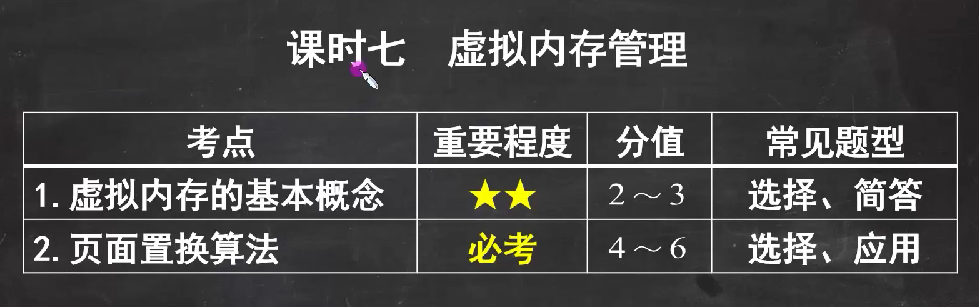 课时七 虚拟内存管理
考点 重要程度 分值 常见题型
1.虚拟内存的基本概念 ★★ 2～3 选择、简答
2.页面置换算法 必考 4～6 选择、应用